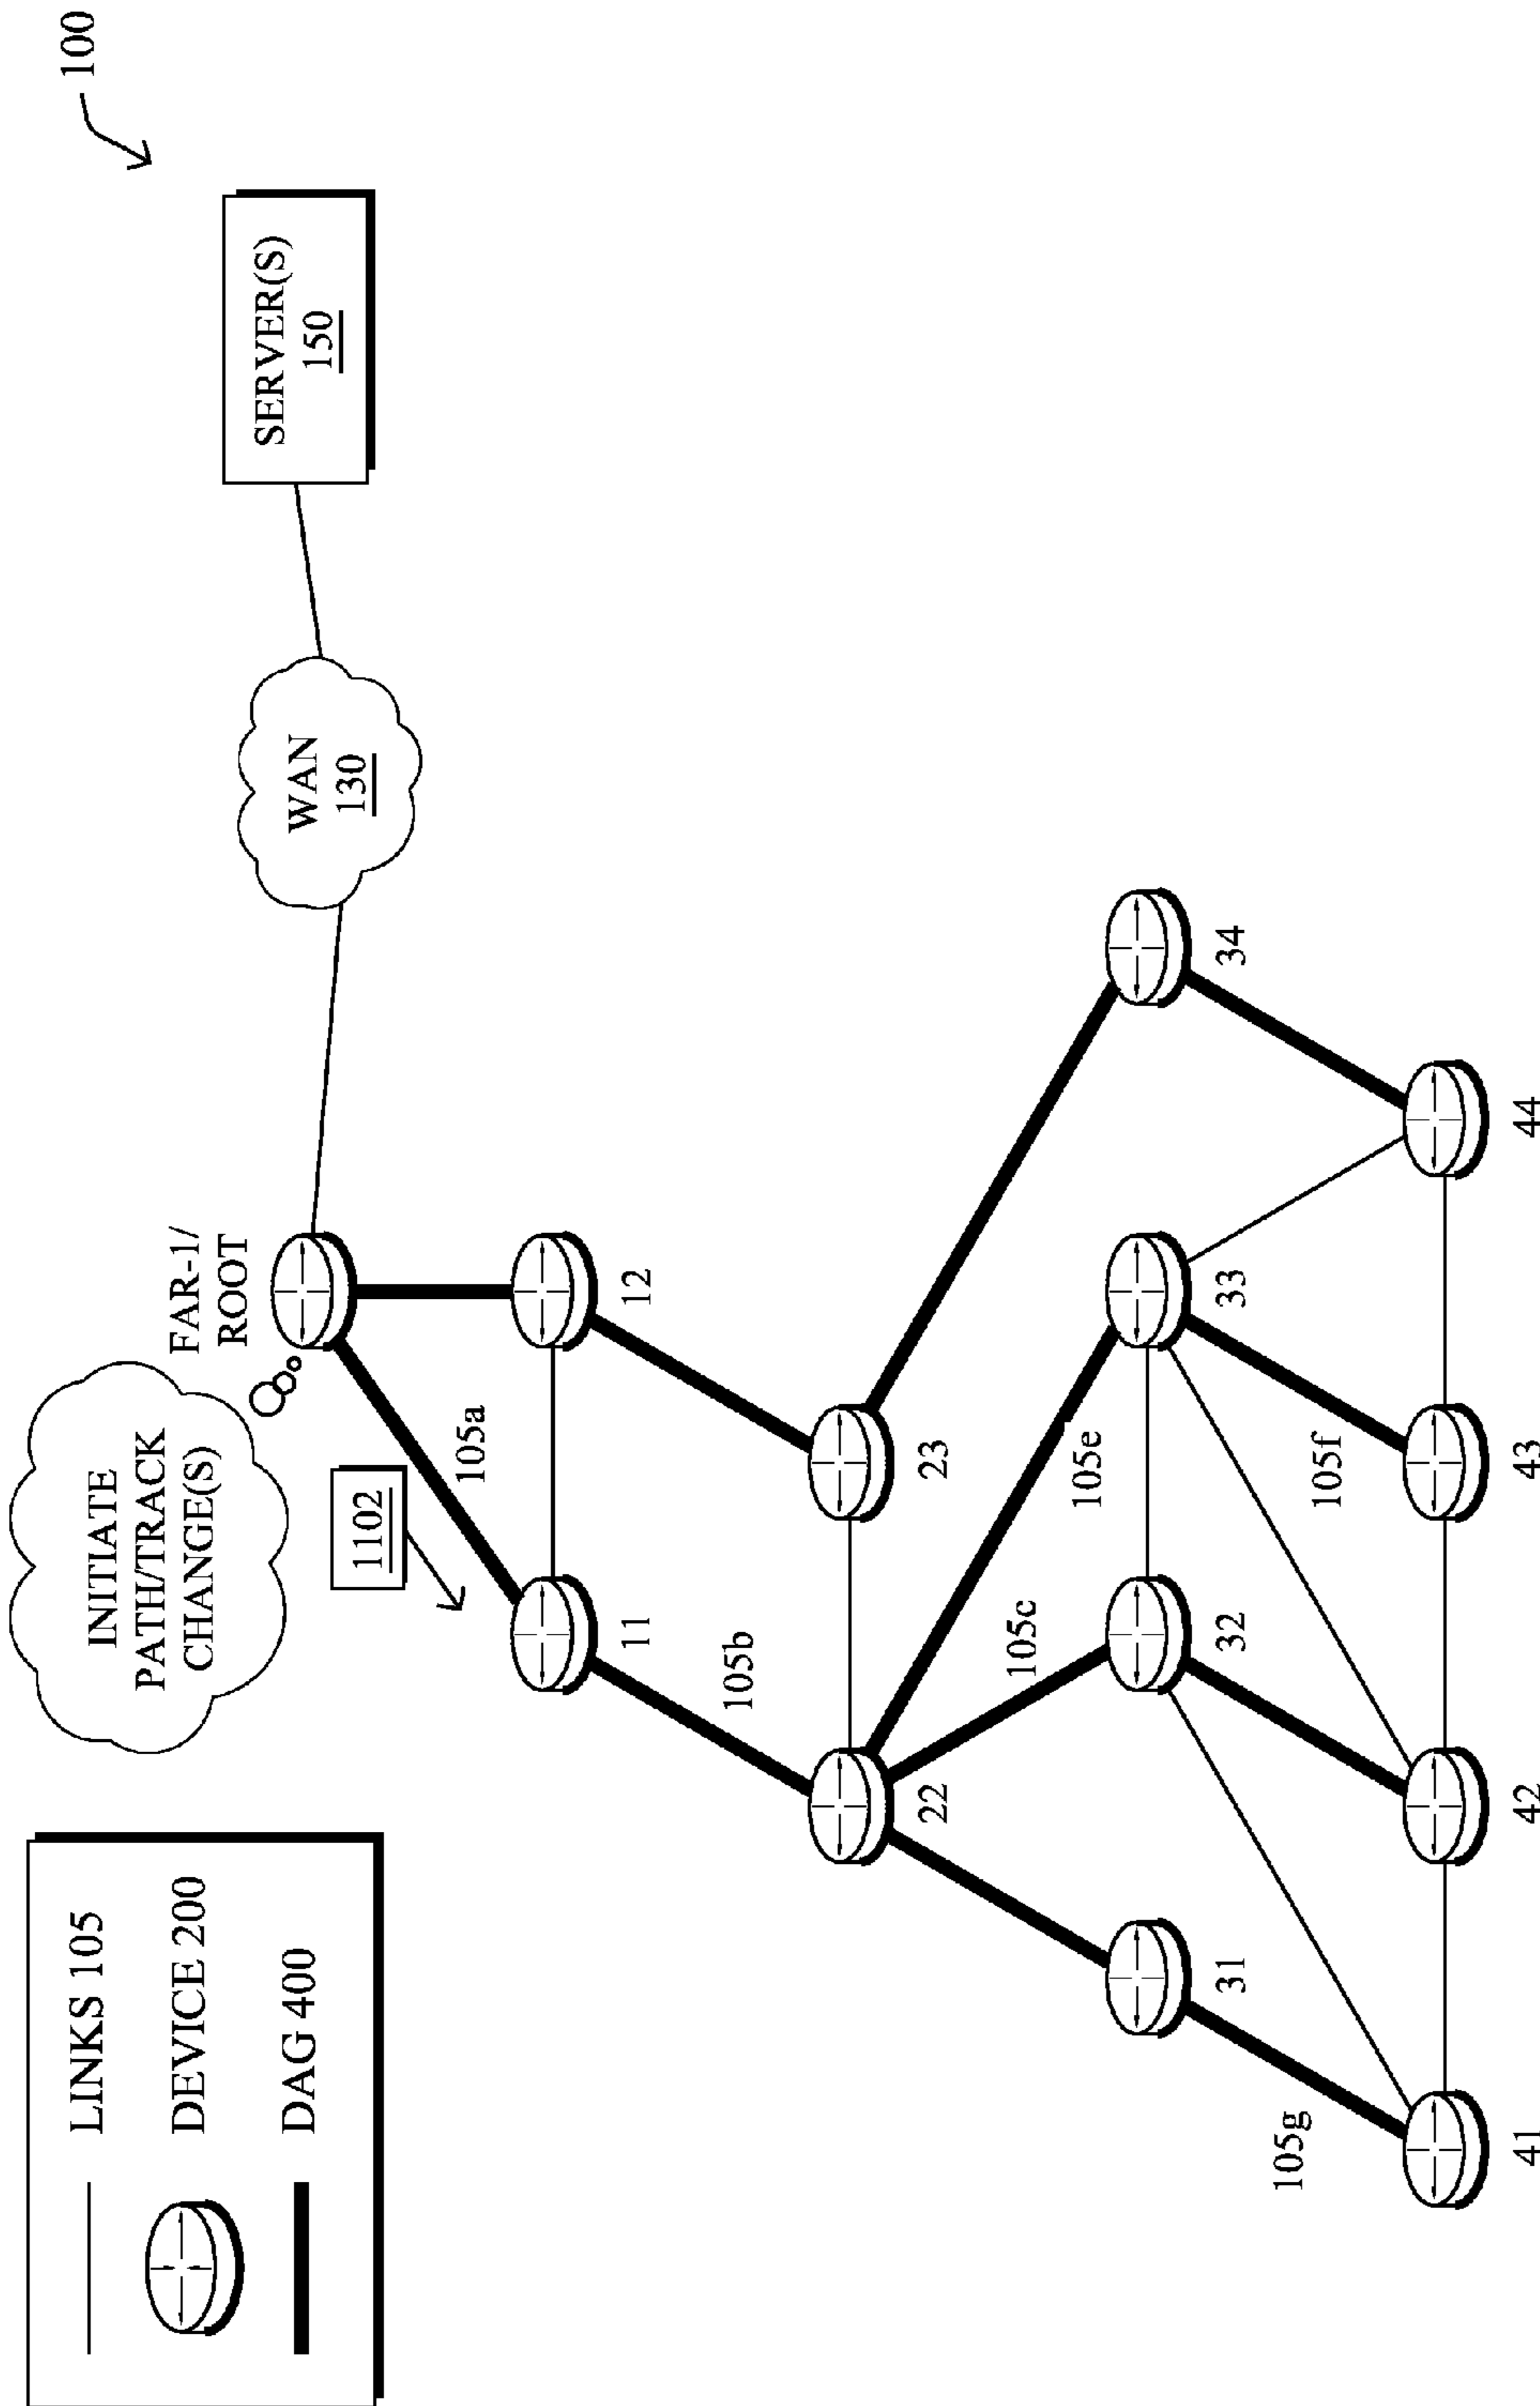 LINKS 105
DEVICE 200
DAG 400
INITIATE
PATH/TRACK
CHANGE(S)
FAR-1/
ROOT
WAN
130
SERVER(S)
150
100
1102
105a
11
12
105b
22
23
105c
105e
31
32
33
34
105g
105f
41
42
43
44